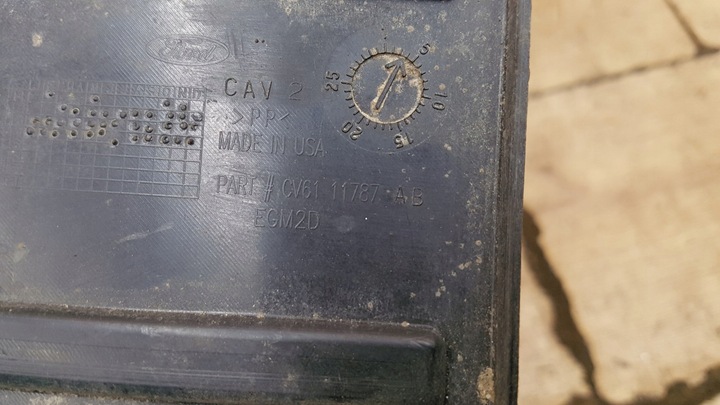 Ford
CAV 2
>PP<
MADE IN USA
PART # CV61 11787 AB
EGM2D
5
10
15
20
25